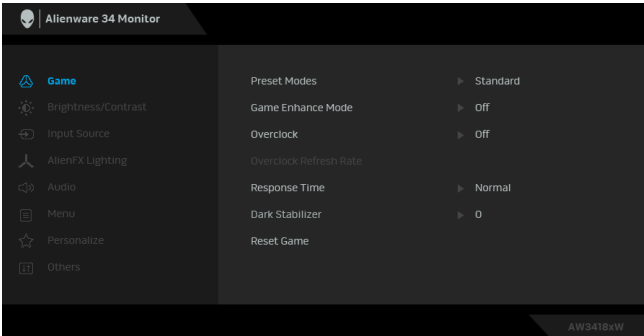 Alienware 34 Monitor
Game
Brightness/Contrast
Input Source
AlienFX Lighting
Audio
Menu
Personalize
Others
Preset Modes Standard
Game Enhance Mode Off
Overclock Off
Overclock Refresh Rate
Response Time Normal
Dark Stabilizer 0
Reset Game
AW3418xW